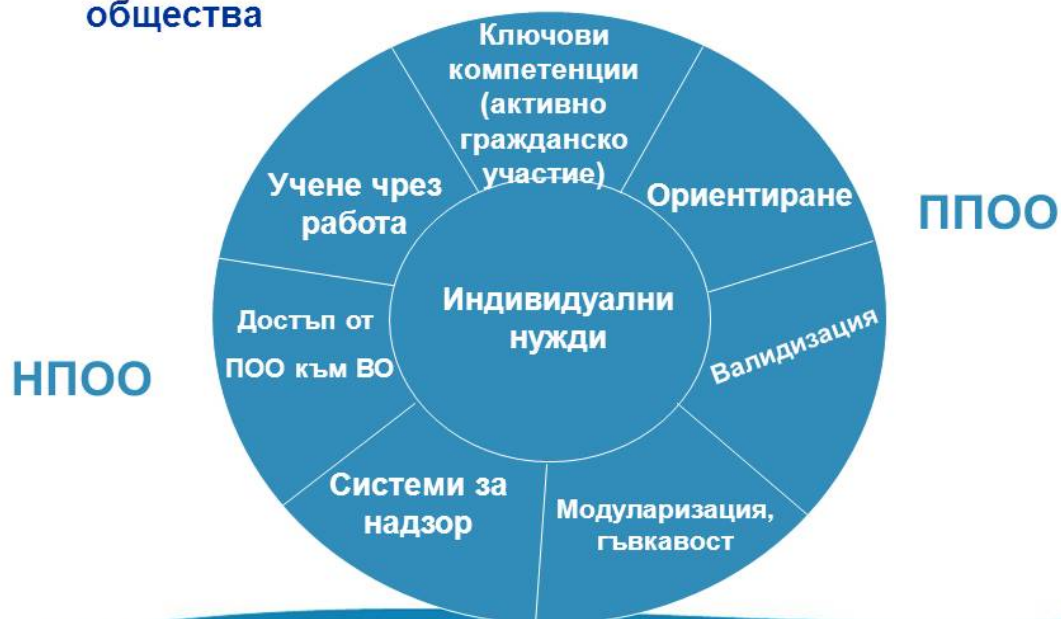 общества
Ключови
компетенции
(активно
гражданско
участие)
Учене чрез
работа
Ориентиране
ППОО
Индивидуални
нужди
Достъп от
ПОО към ВО
Валидизация
НПОО
Системи за
надзор
Модуларизация,
гъвкавост